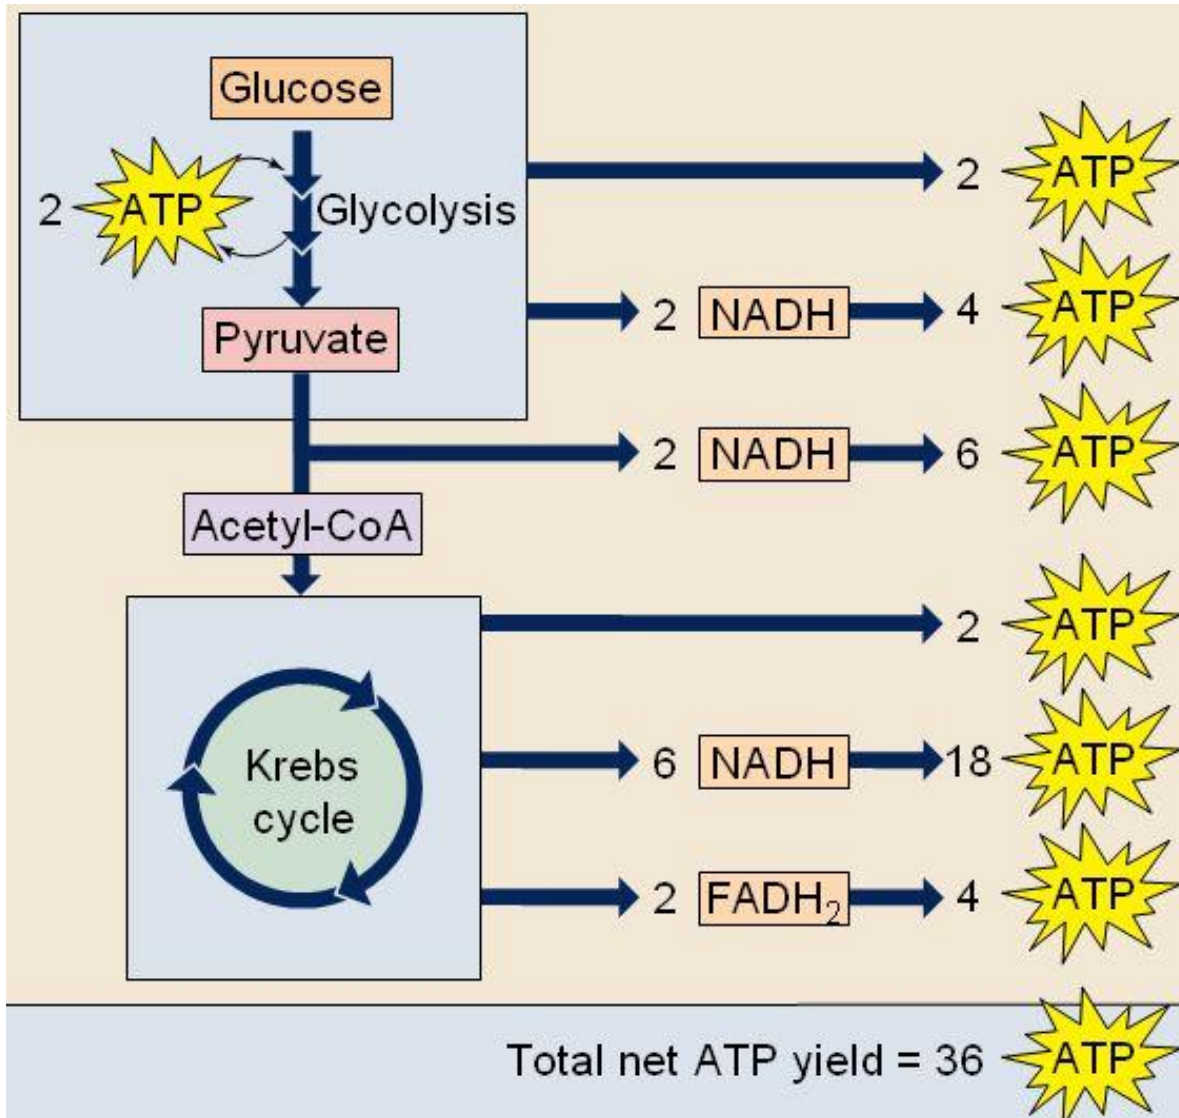 Glucose
2 ATP
Glycolysis
2 ATP
Pyruvate
2 NADH 4 ATP
2 NADH 6 ATP
Acetyl-CoA
2 ATP
Krebs
cycle
6 NADH 18 ATP
2 FADH₂ 4 ATP
Total net ATP yield = 36 ATP